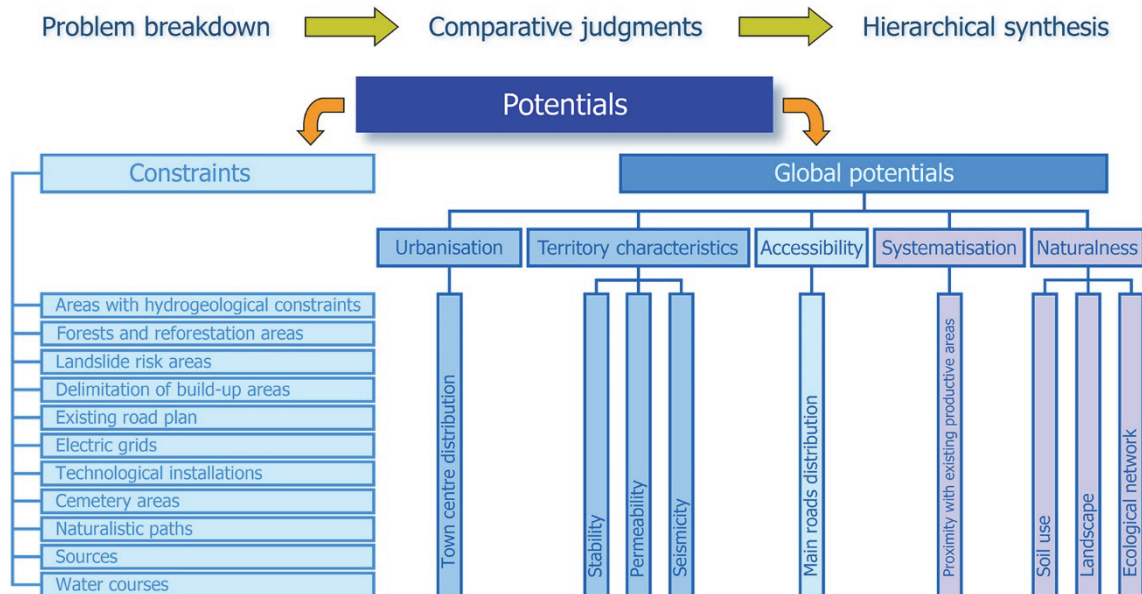 Problem breakdown
Comparative judgments
Hierarchical synthesis
Potentials
Constraints
Areas with hydrogeological constraints
Forests and reforestation areas
Landslide risk areas
Delimitation of build-up areas
Existing road plan
Electric grids
Technological installations
Cemetery areas
Naturalistic paths
Sources
Water courses
Global potentials
Urbanisation
Town centre distribution
Territory characteristics
Stability
Permeability
Seismicity
Accessibility
Main roads distribution
Systematisation
Proximity with existing productive areas
Naturalness
Soil use
Landscape
Ecological network